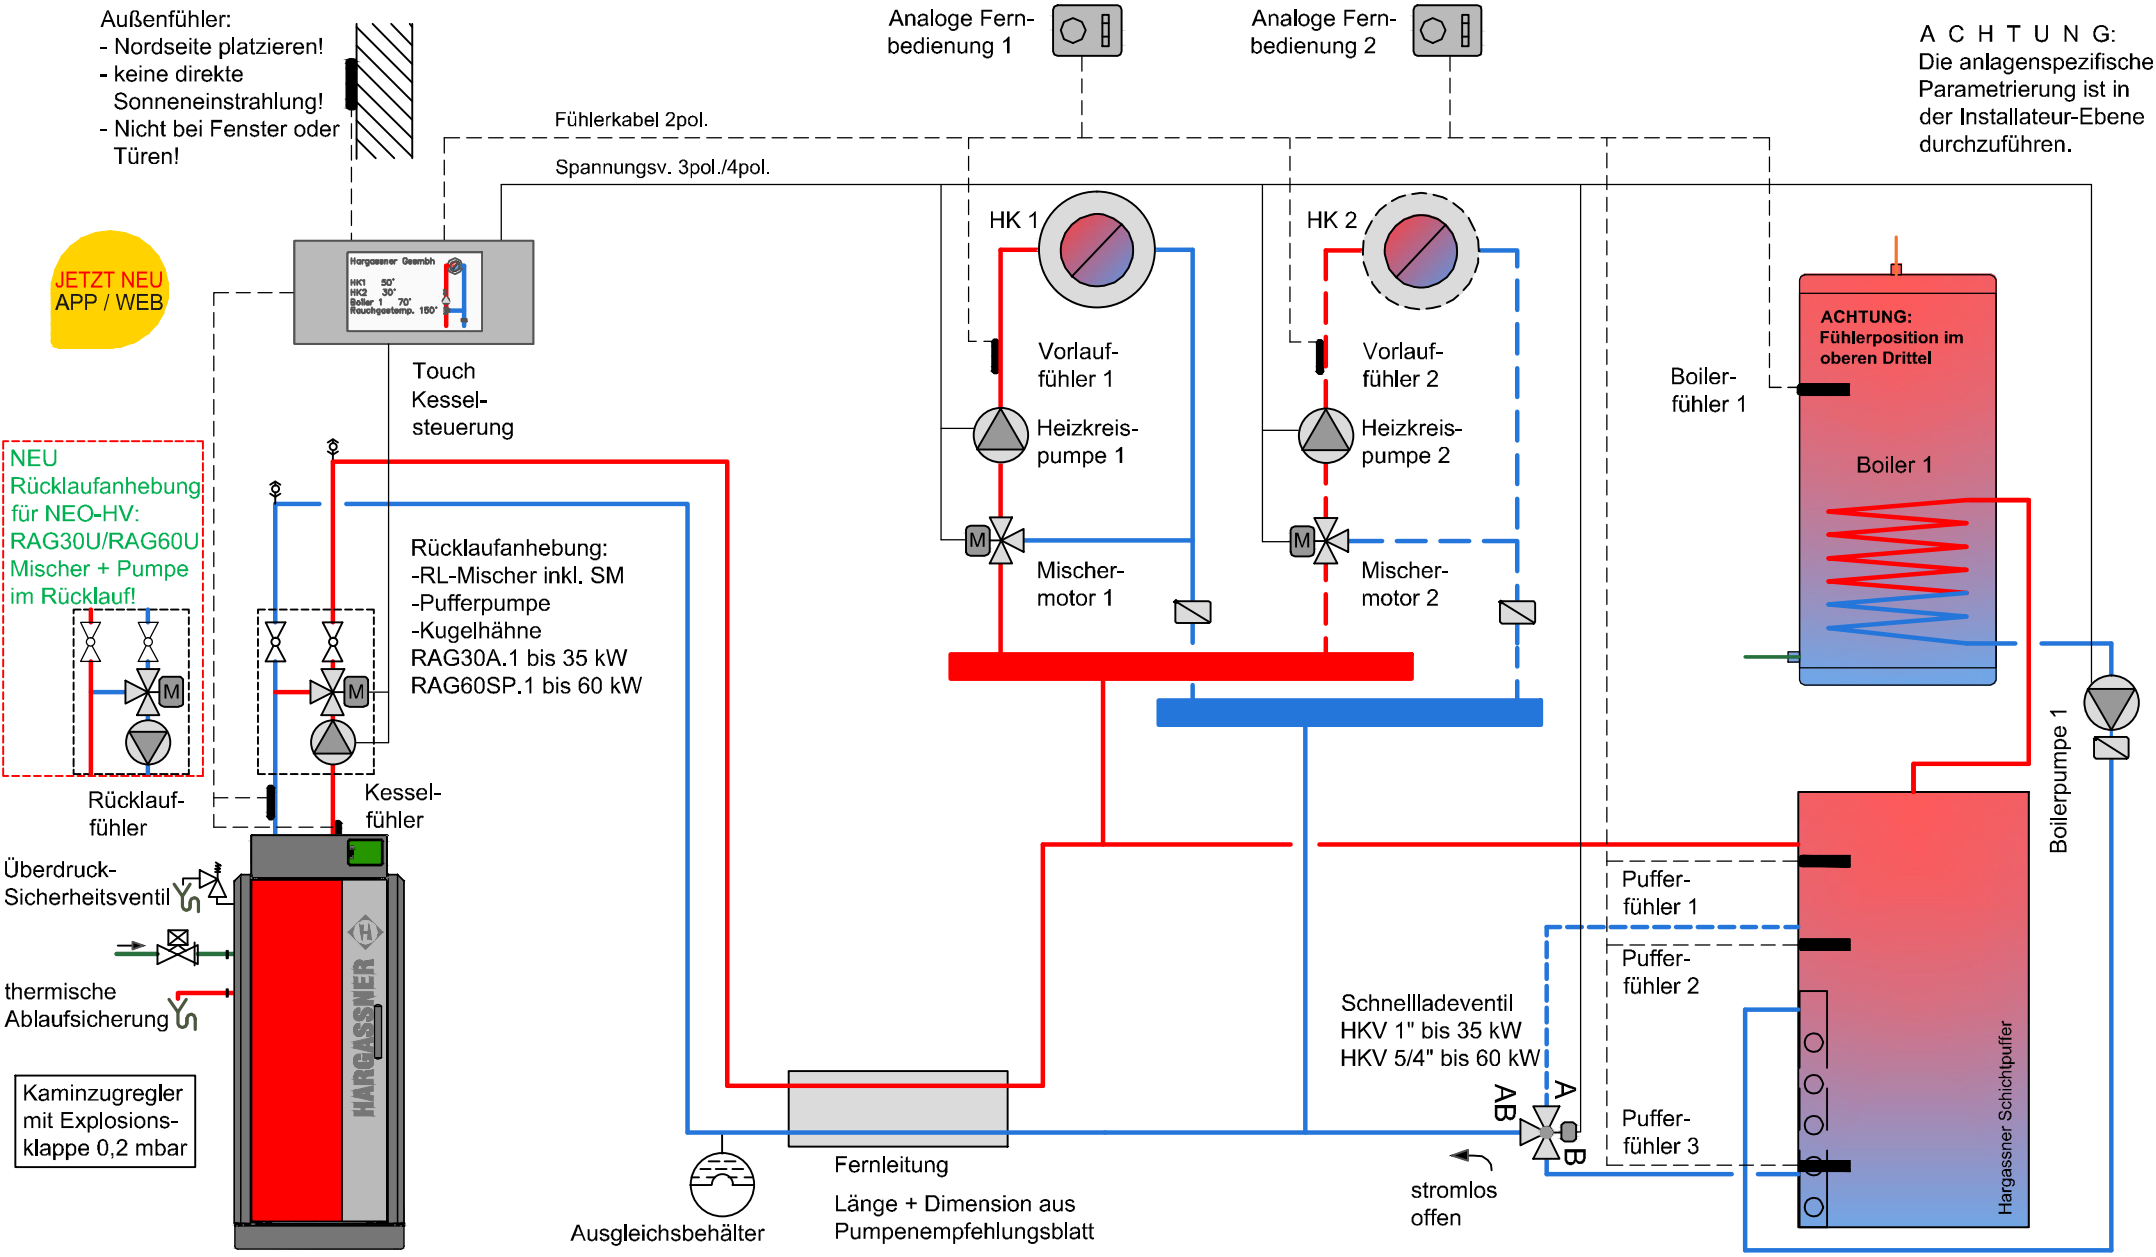 Außenfühler:
- Nordseite platzieren!
- keine direkte
Sonneneinstrahlung!
- Nicht bei Fenster oder
Türen!
Analoge Fern-
bedienung 1
Analoge Fern-
bedienung 2
A C H T U N G:
Die anlagenspezifische
Parametrierung ist in
der Installateur-Ebene
durchzuführen.
Fühlerkabel 2pol.
Spannungsv. 3pol./4pol.
JETZT NEU
APP / WEB
Hargassner Gesmbh
HK1 50°
HK2 30°
Boiler 1 70°
Rauchgastemp. 150°
Touch
Kessel-
steuerung
HK 1
HK 2
Vorlauf-
fühler 1
Vorlauf-
fühler 2
Heizkreis-
pumpe 1
Heizkreis-
pumpe 2
M
M
Mischer-
motor 1
Mischer-
motor 2
ACHTUNG:
Fühlerposition im
oberen Drittel
Boiler-
fühler 1
Boiler 1
Boilerpumpe 1
NEU
Rücklaufanhebung
für NEO-HV:
RAG30U/RAG60U
Mischer + Pumpe
im Rücklauf!
M
M
Rücklaufanhebung:
-RL-Mischer inkl. SM
-Pufferpumpe
-Kugelhähne
RAG30A.1 bis 35 kW
RAG60SP.1 bis 60 kW
Rücklauf-
fühler
Kessel-
fühler
Überdruck-
Sicherheitsventil
thermische
Ablaufsicherung
Kaminzugregler
mit Explosions-
klappe 0,2 mbar
H
HARGASSNER
Ausgleichsbehälter
Fernleitung
Länge + Dimension aus
Pumpenempfehlungsblatt
Schnellladeventil
HKV 1" bis 35 kW
HKV 5/4" bis 60 kW
A
AB
B
stromlos
offen
Puffer-
fühler 1
Puffer-
fühler 2
Puffer-
fühler 3
Hargassner Schichtpuffer